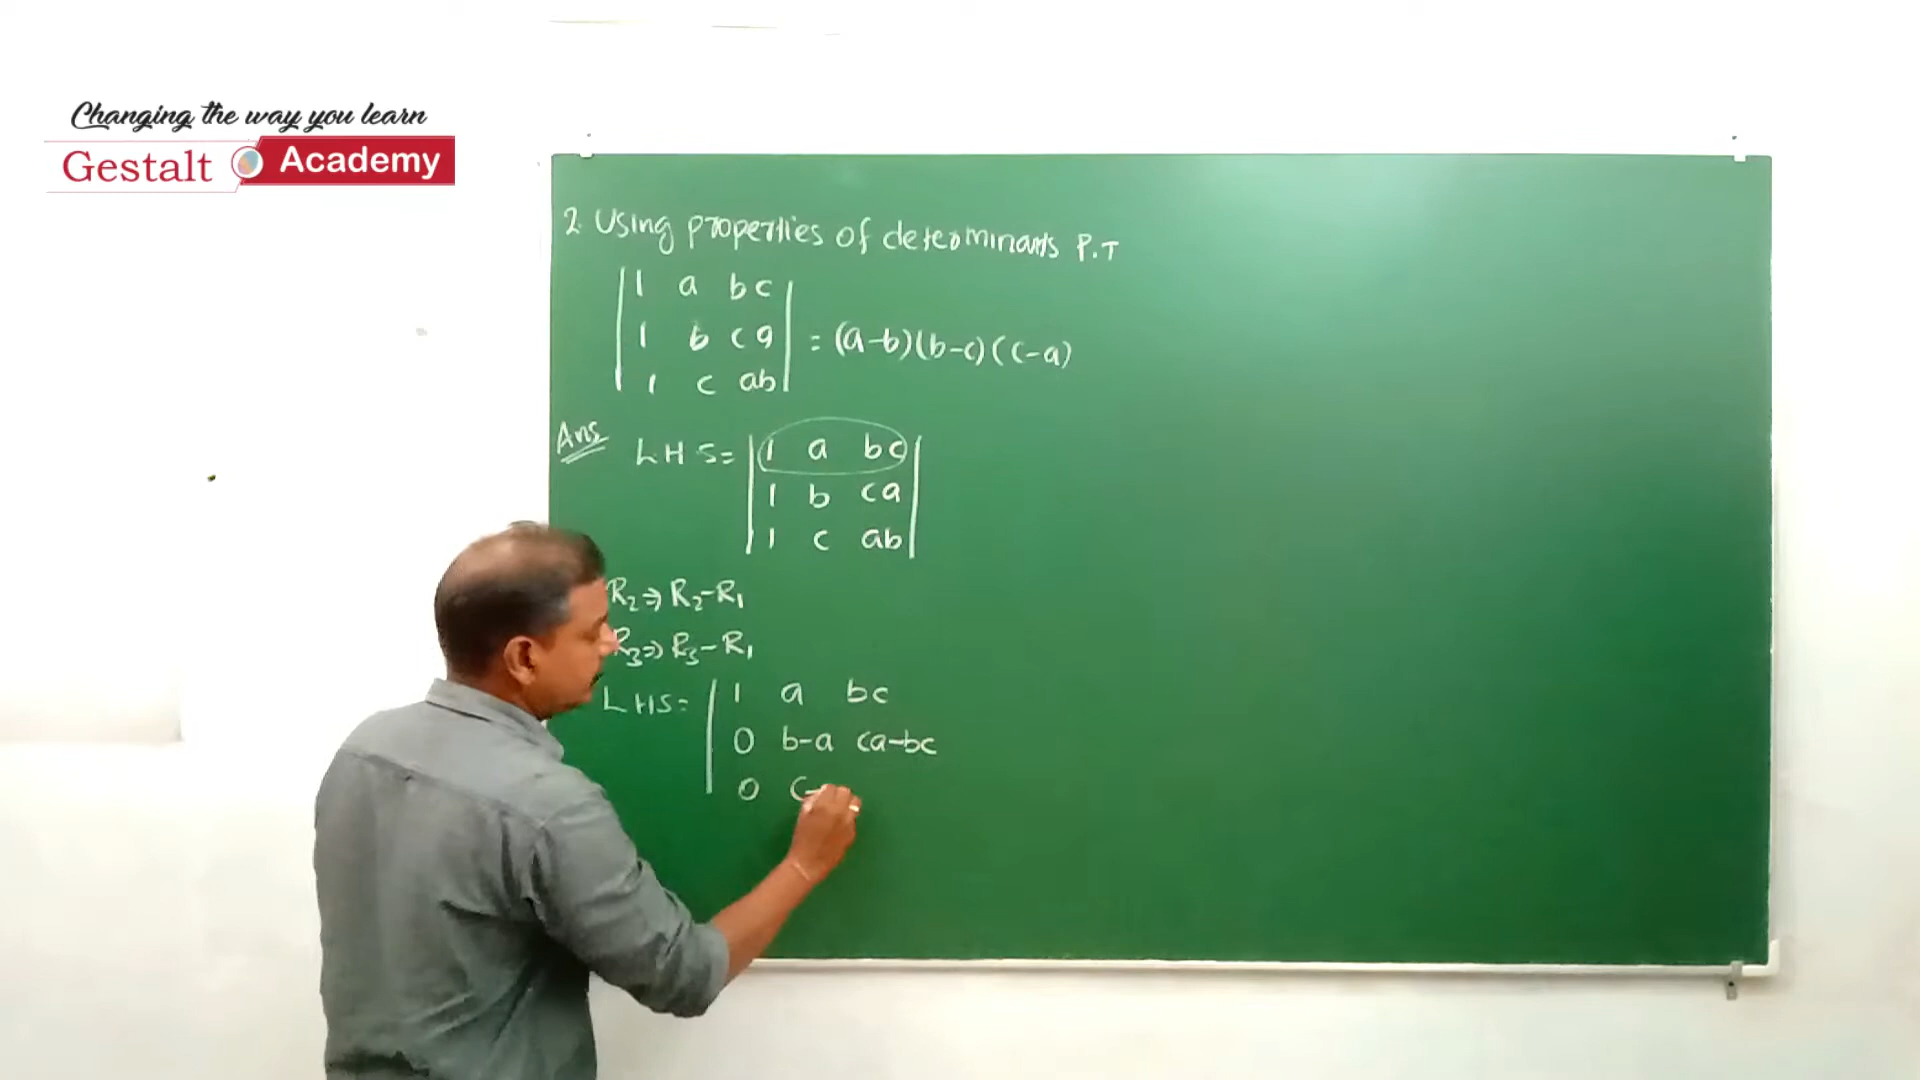 Changing the way you learn
Gestalt Academy
2. Using properties of determinants P.T
| 1 a bc |
| 1 b ca | = (a-b)(b-c)(c-a)
| 1 c ab |
Ans LHS = | 1 a bc |
| 1 b ca |
| 1 c ab |
R₂ ⇒ R₂-R₁
R₃ ⇒ R₃-R₁
LHS = | 1 a bc
0 b-a ca-bc
0 c-